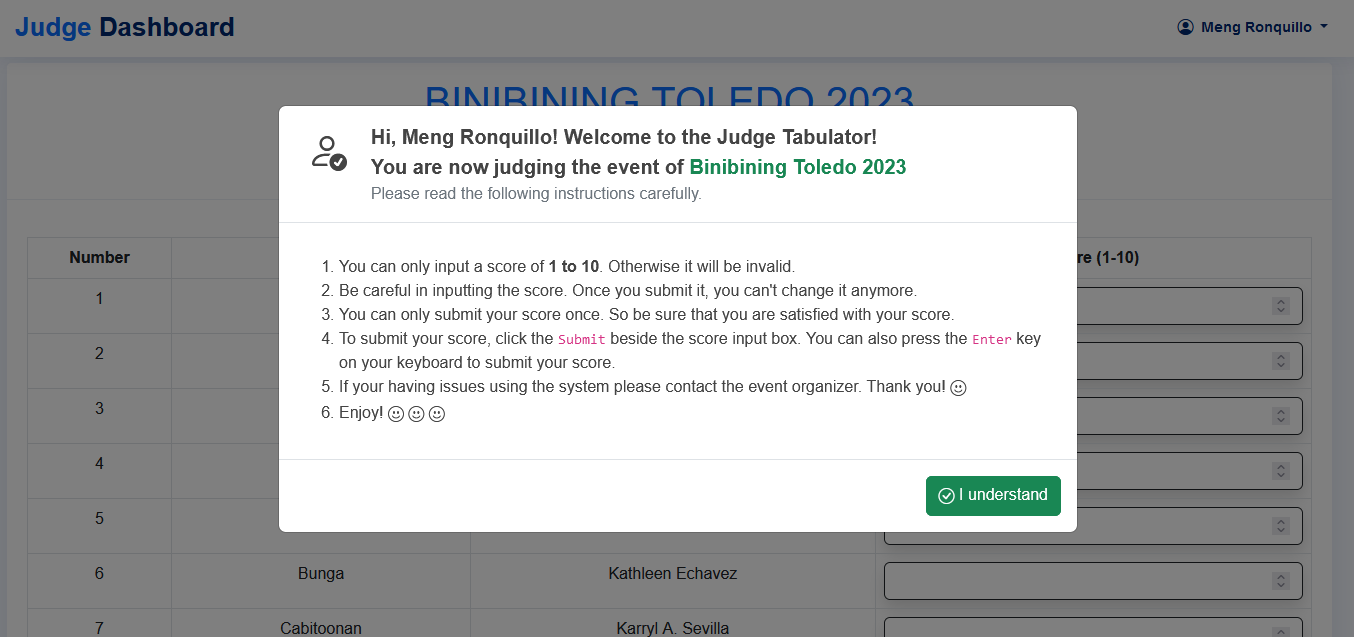 Judge Dashboard
Meng Ronquillo
BINIBINING TOLEDO 2023
Hi, Meng Ronquillo! Welcome to the Judge Tabulator!
You are now judging the event of Binibining Toledo 2023
Please read the following instructions carefully.
1. You can only input a score of 1 to 10. Otherwise it will be invalid.
2. Be careful in inputting the score. Once you submit it, you can't change it anymore.
3. You can only submit your score once. So be sure that you are satisfied with your score.
4. To submit your score, click the Submit beside the score input box. You can also press the Enter key
on your keyboard to submit your score.
5. If your having issues using the system please contact the event organizer. Thank you!
6. Enjoy!
I understand
Number
re (1-10)
1
2
3
4
5
6 Bunga Kathleen Echavez
7 Cabitoonan Karryl A. Sevilla